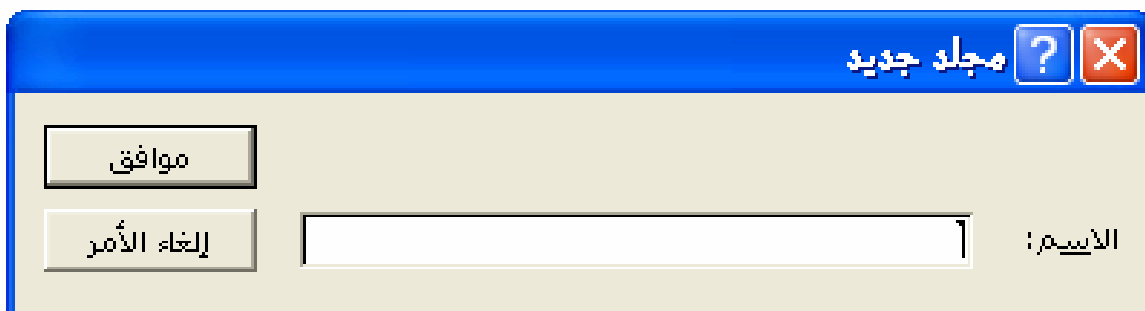 مجلد جديد
موافق
الاسم:
إلغاء الأمر